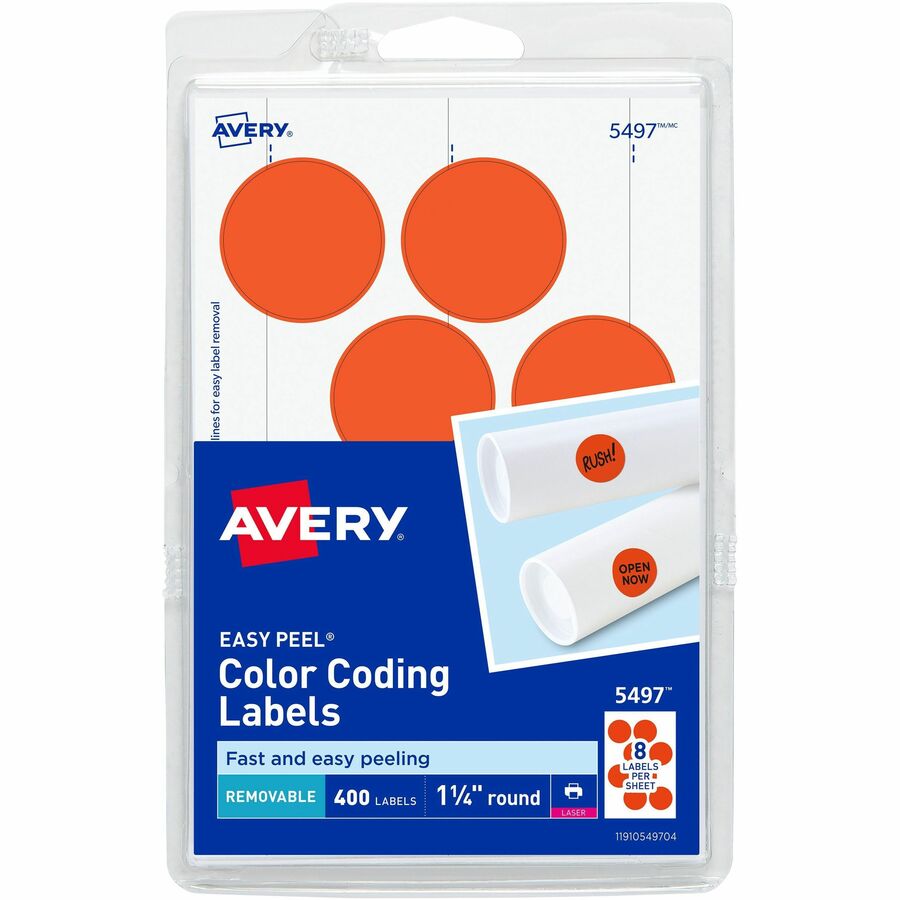 AVERY®
5497™/MC
lines for easy label removal
RUSH!
OPEN
NOW
AVERY®
EASY PEEL®
Color Coding
Labels
Fast and easy peeling
REMOVABLE
400 LABELS
1¼" round
LASER
5497™
8
LABELS
PER
SHEET
11910549704